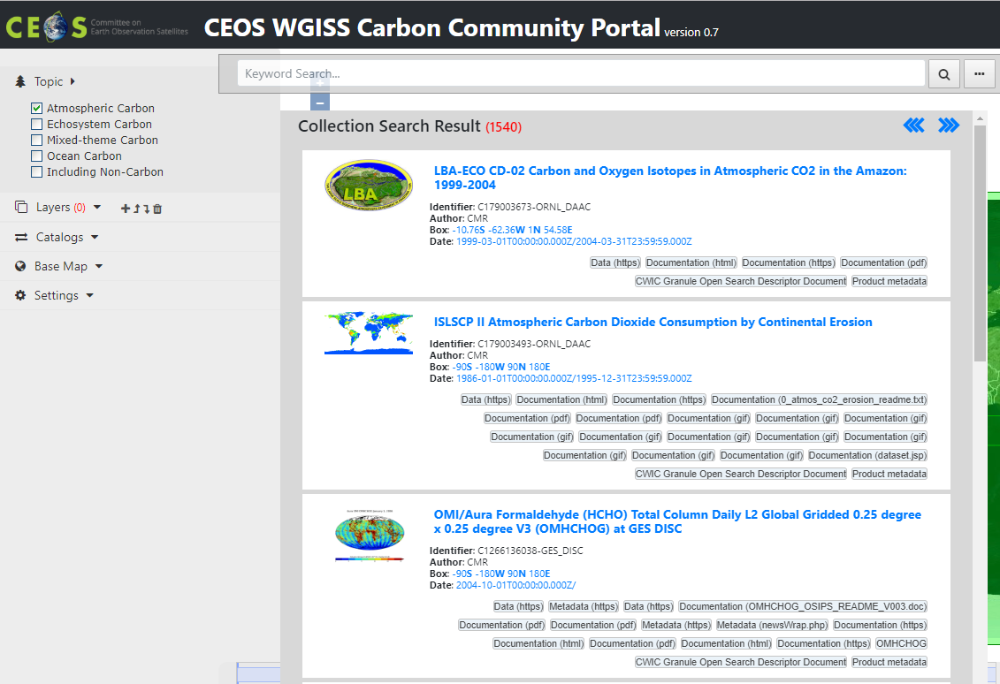 CEOS
Committee on
Earth Observation Satellites
CEOS WGISS Carbon Community Portal version 0.7
Keyword Search...
Topic
Atmospheric Carbon
Echosystem Carbon
Mixed-theme Carbon
Ocean Carbon
Including Non-Carbon
Layers (0)
Catalogs
Base Map
Settings
Collection Search Result (1540)
LBA
LBA-ECO CD-02 Carbon and Oxygen Isotopes in Atmospheric CO2 in the Amazon:
1999-2004
Identifier: C179003673-ORNL_DAAC
Author: CMR
Box: -10.76S -62.36W 1N 54.58E
Date: 1999-03-01T00:00:00.000Z/2004-03-31T23:59:59.000Z
Data (https) Documentation (html) Documentation (https) Documentation (pdf)
CWIC Granule Open Search Descriptor Document Product metadata
ISLSCP II Atmospheric Carbon Dioxide Consumption by Continental Erosion
Identifier: C179003493-ORNL_DAAC
Author: CMR
Box: -90S -180W 90N 180E
Date: 1986-01-01T00:00:00.000Z/1995-12-31T23:59:59.000Z
Data (https) Documentation (html) Documentation (https) Documentation (0_atmos_co2_erosion_readme.txt)
Documentation (pdf) Documentation (pdf) Documentation (gif) Documentation (gif) Documentation (gif)
Documentation (gif) Documentation (gif) Documentation (gif) Documentation (gif) Documentation (gif)
Documentation (gif) Documentation (gif) Documentation (gif) Documentation (dataset.jsp)
CWIC Granule Open Search Descriptor Document Product metadata
OMI/Aura Formaldehyde (HCHO) Total Column Daily L2 Global Gridded 0.25 degree
x 0.25 degree V3 (OMHCHOG) at GES DISC
Identifier: C1266136038-GES_DISC
Author: CMR
Box: -90S -180W 90N 180E
Date: 2004-10-01T00:00:00.000Z/
Data (https) Metadata (https) Data (https) Documentation (OMHCHOG_OSIPS_README_V003.doc)
Documentation (pdf) Documentation (pdf) Metadata (https) Metadata (newsWrap.php) Documentation (https)
Documentation (html) Documentation (pdf) Documentation (html) Documentation (https) OMHCHOG
CWIC Granule Open Search Descriptor Document Product metadata